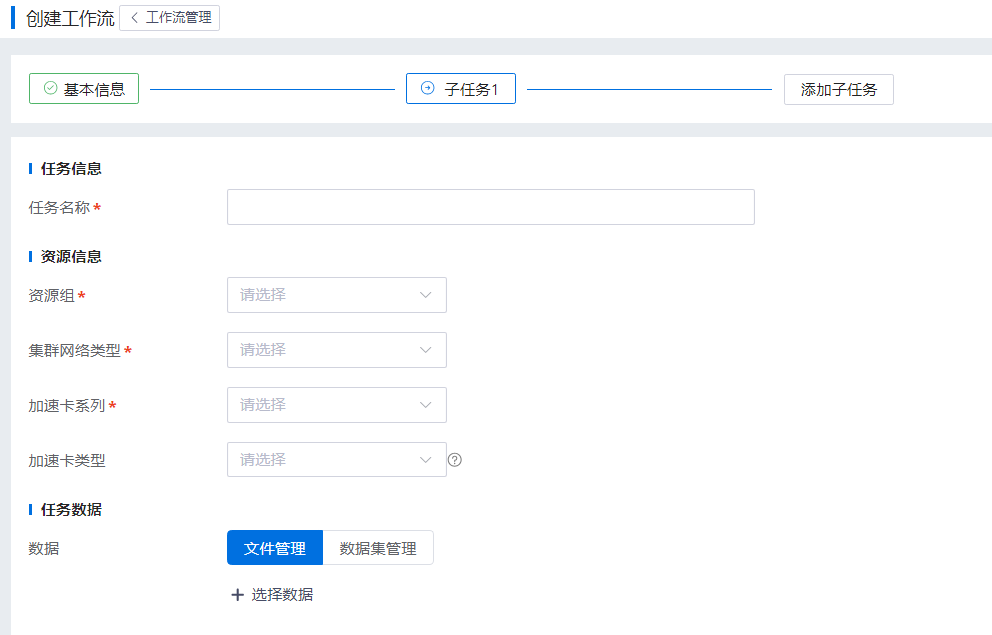 创建工作流 工作流管理
基本信息 子任务1 添加子任务
任务信息
任务名称*
资源信息
资源组* 请选择
集群网络类型* 请选择
加速卡系列* 请选择
加速卡类型 请选择 ?
任务数据
数据 文件管理 数据集管理
+ 选择数据